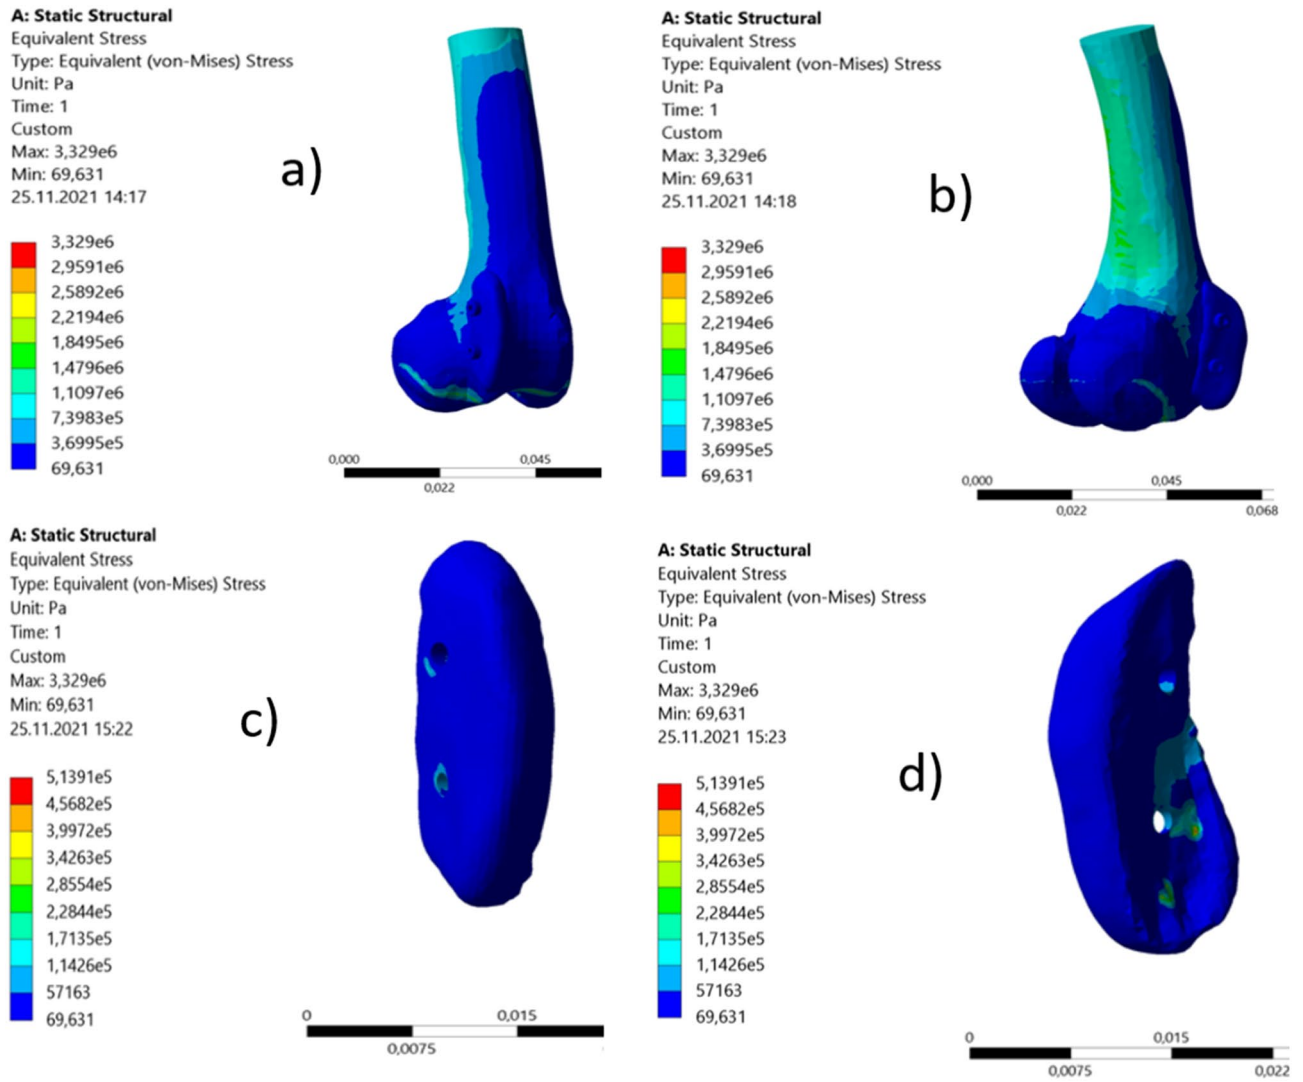 A: Static Structural
Equivalent Stress
Type: Equivalent (von-Mises) Stress
Unit: Pa
Time: 1
Custom
Max: 3,329e6
Min: 69,631
25.11.2021 14:17
a)
3,329e6
2,9591e6
2,5892e6
2,2194e6
1,8495e6
1,4796e6
1,1097e6
7,3983e5
3,6995e5
69,631
0,000
0,045
0,022
A: Static Structural
Equivalent Stress
Type: Equivalent (von-Mises) Stress
Unit: Pa
Time: 1
Custom
Max: 3,329e6
Min: 69,631
25.11.2021 14:18
b)
3,329e6
2,9591e6
2,5892e6
2,2194e6
1,8495e6
1,4796e6
1,1097e6
7,3983e5
3,6995e5
69,631
0,000
0,045
0,022
0,068
A: Static Structural
Equivalent Stress
Type: Equivalent (von-Mises) Stress
Unit: Pa
Time: 1
Custom
Max: 3,329e6
Min: 69,631
25.11.2021 15:22
c)
5,1391e5
4,5682e5
3,9972e5
3,4263e5
2,8554e5
2,2844e5
1,7135e5
1,1426e5
57163
69,631
0
0,015
0,0075
A: Static Structural
Equivalent Stress
Type: Equivalent (von-Mises) Stress
Unit: Pa
Time: 1
Custom
Max: 3,329e6
Min: 69,631
25.11.2021 15:23
d)
5,1391e5
4,5682e5
3,9972e5
3,4263e5
2,8554e5
2,2844e5
1,7135e5
1,1426e5
57163
69,631
0
0,015
0,0075
0,022